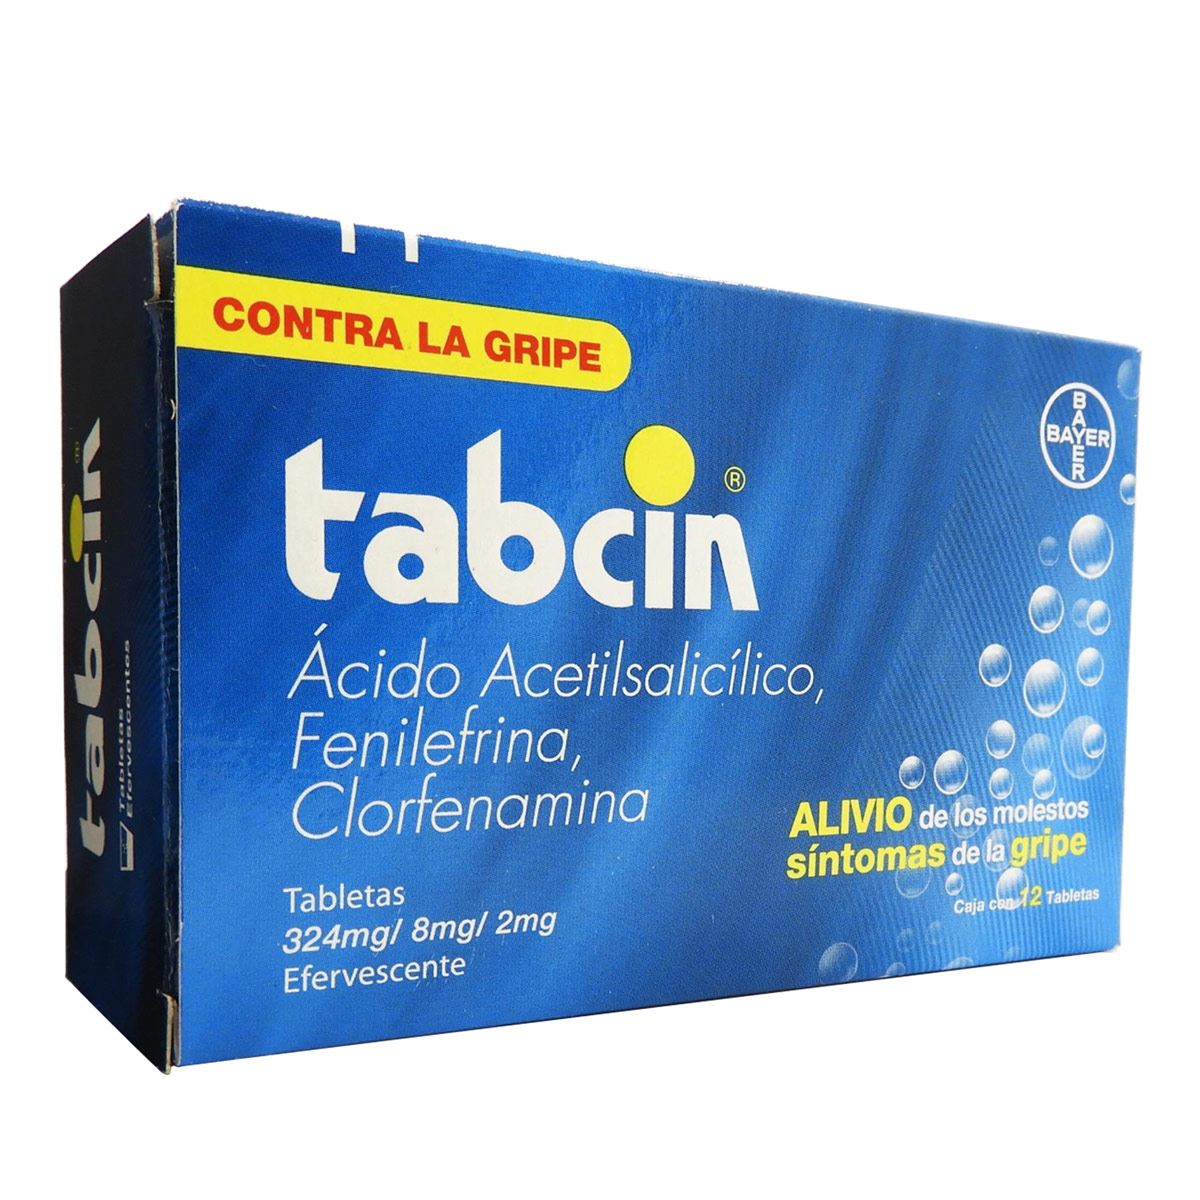 CONTRA LA GRIPE
BAYER
BAYER
tabcin®
Ácido Acetilsalicílico,
Fenilefrina,
Clorfenamina
Tabletas
324mg/ 8mg/ 2mg
Efervescente
ALIVIO de los molestos
síntomas de la gripe
Caja con 12 Tabletas
tabcin®
Tabletas
Efervescentes